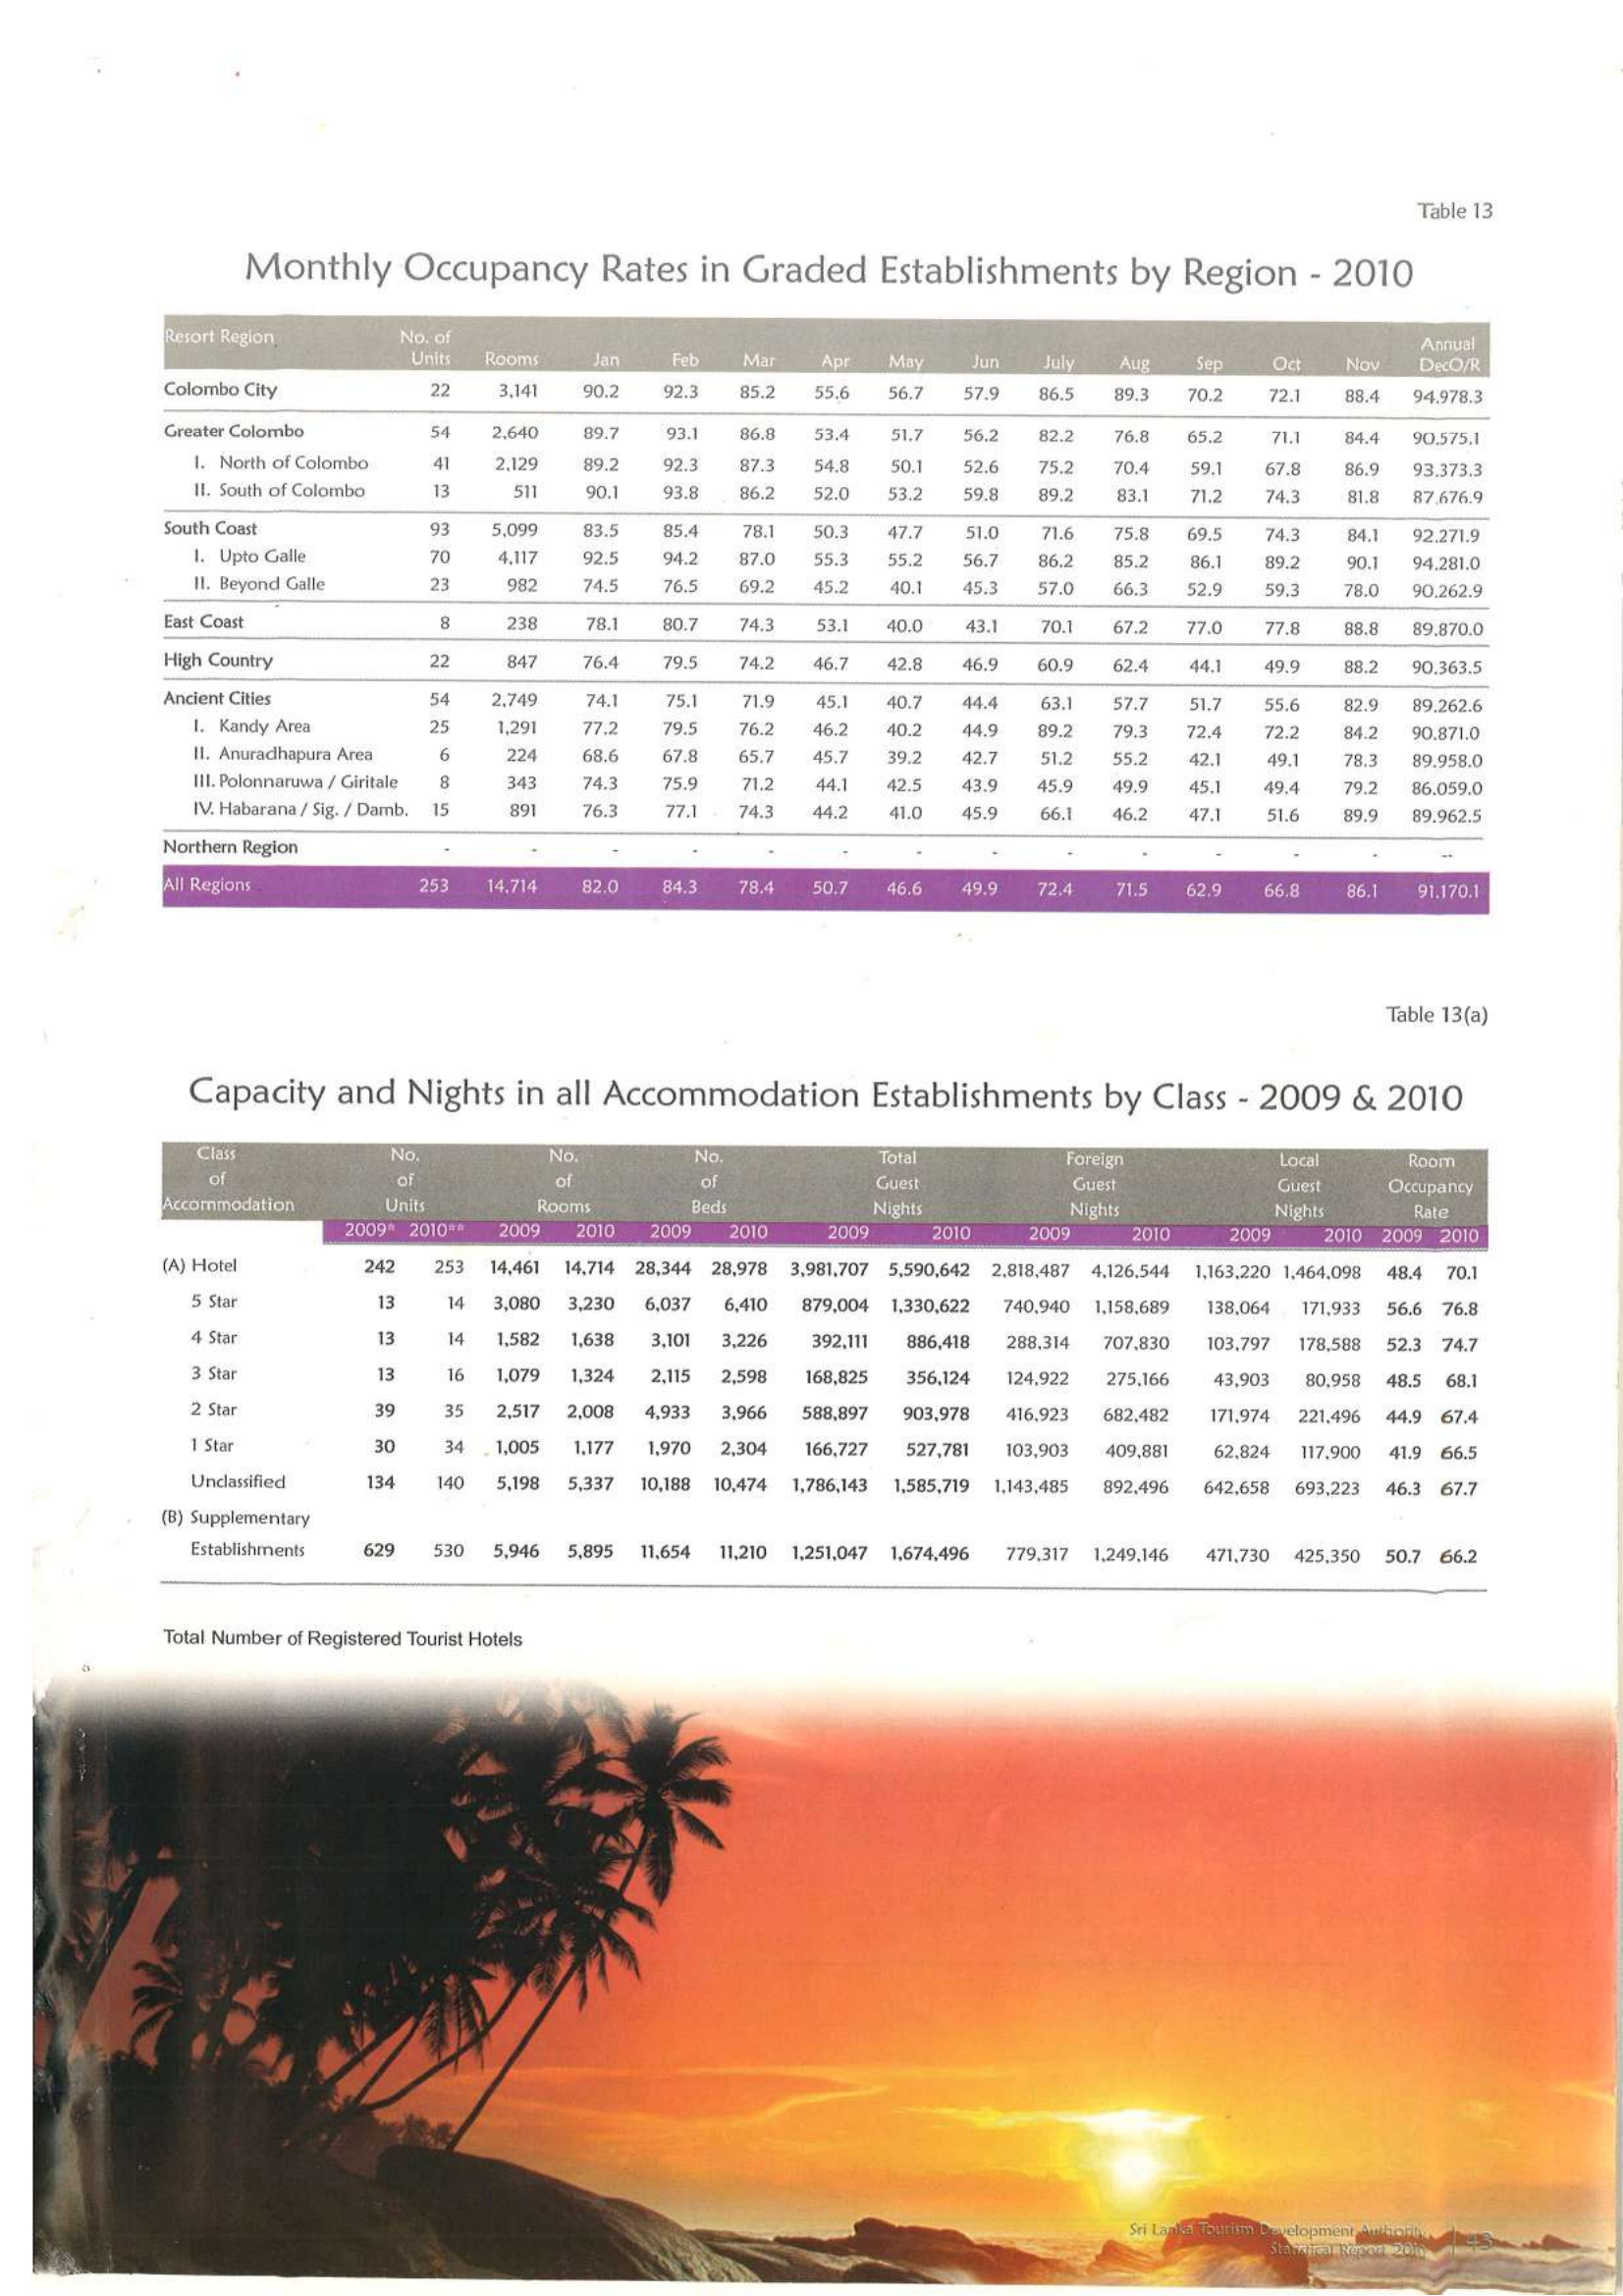 Table 13
Monthly Occupancy Rates in Graded Establishments by Region - 2010
Resort Region No. of Units Rooms Jan Feb Mar Apr May Jun July Aug Sep Oct Nov Annual DecO/R
Colombo City 22 3,141 90.2 92.3 85.2 55.6 56.7 57.9 86.5 89.3 70.2 72.1 88.4 94.978.3
Greater Colombo 54 2,640 89.7 93.1 86.8 53.4 51.7 56.2 82.2 76.8 65.2 71.1 84.4 90.575.1
I. North of Colombo 41 2,129 89.2 92.3 87.3 54.8 50.1 52.6 75.2 70.4 59.1 67.8 86.9 93.373.3
II. South of Colombo 13 511 90.1 93.8 86.2 52.0 53.2 59.8 89.2 83.1 71.2 74.3 81.8 87.676.9
South Coast 93 5,099 83.5 85.4 78.1 50.3 47.7 51.0 71.6 75.8 69.5 74.3 84.1 92.271.9
I. Upto Galle 70 4,117 92.5 94.2 87.0 55.3 55.2 56.7 86.2 85.2 86.1 89.2 90.1 94.281.0
II. Beyond Galle 23 982 74.5 76.5 69.2 45.2 40.1 45.3 57.0 66.3 52.9 59.3 78.0 90.262.9
East Coast 8 238 78.1 80.7 74.3 53.1 40.0 43.1 70.1 67.2 77.0 77.8 88.8 89.870.0
High Country 22 847 76.4 79.5 74.2 46.7 42.8 46.9 60.9 62.4 44.1 49.9 88.2 90.363.5
Ancient Cities 54 2,749 74.1 75.1 71.9 45.1 40.7 44.4 63.1 57.7 51.7 55.6 82.9 89.262.6
I. Kandy Area 25 1,291 77.2 79.5 76.2 46.2 40.2 44.9 89.2 79.3 72.4 72.2 84.2 90.871.0
II. Anuradhapura Area 6 224 68.6 67.8 65.7 45.7 39.2 42.7 51.2 55.2 42.1 49.1 78.3 89.958.0
III. Polonnaruwa / Giritale 8 343 74.3 75.9 71.2 44.1 42.5 43.9 45.9 49.9 45.1 49.4 79.2 86.059.0
IV. Habarana / Sig. / Damb. 15 891 76.3 77.1 74.3 44.2 41.0 45.9 66.1 46.2 47.1 51.6 89.9 89.962.5
Northern Region - - - - - - - - - - - - - --
All Regions 253 14,714 82.0 84.3 78.4 50.7 46.6 49.9 72.4 71.5 62.9 66.8 86.1 91.170.1
Table 13(a)
Capacity and Nights in all Accommodation Establishments by Class - 2009 & 2010
Class No. No. No. Total Foreign Local Room
of of of of Guest Guest Guest Occupancy
Accommodation Units Rooms Beds Nights Nights Nights Rate
2009* 2010** 2009 2010 2009 2010 2009 2010 2009 2010 2009 2010 2009 2010
(A) Hotel 242 253 14,461 14,714 28,344 28,978 3,981,707 5,590,642 2,818,487 4,126,544 1,163,220 1,464,098 48.4 70.1
5 Star 13 14 3,080 3,230 6,037 6,410 879,004 1,330,622 740,940 1,158,689 138,064 171,933 56.6 76.8
4 Star 13 14 1,582 1,638 3,101 3,226 392,111 886,418 288,314 707,830 103,797 178,588 52.3 74.7
3 Star 13 16 1,079 1,324 2,115 2,598 168,825 356,124 124,922 275,166 43,903 80,958 48.5 68.1
2 Star 39 35 2,517 2,008 4,933 3,966 588,897 903,978 416,923 682,482 171,974 221,496 44.9 67.4
1 Star 30 34 1,005 1,177 1,970 2,304 166,727 527,781 103,903 409,881 62,824 117,900 41.9 66.5
Unclassified 134 140 5,198 5,337 10,188 10,474 1,786,143 1,585,719 1,143,485 892,496 642,658 693,223 46.3 67.7
(B) Supplementary
Establishments 629 530 5,946 5,895 11,654 11,210 1,251,047 1,674,496 779,317 1,249,146 471,730 425,350 50.7 66.2
Total Number of Registered Tourist Hotels
Sri Lanka Tourism Development Authority
Statistical Report 2010 | 43